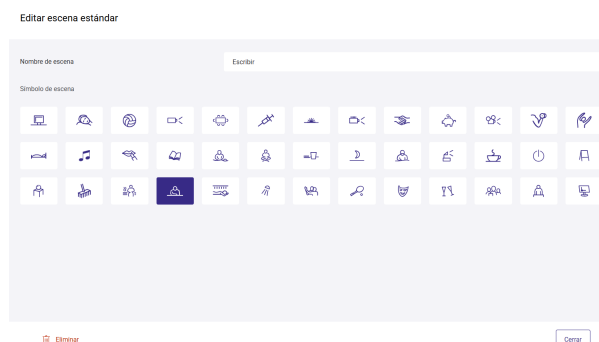 Editar escena estándar
Nombre de escena
Escribir
Símbolo de escena
Eliminar
Cerrar